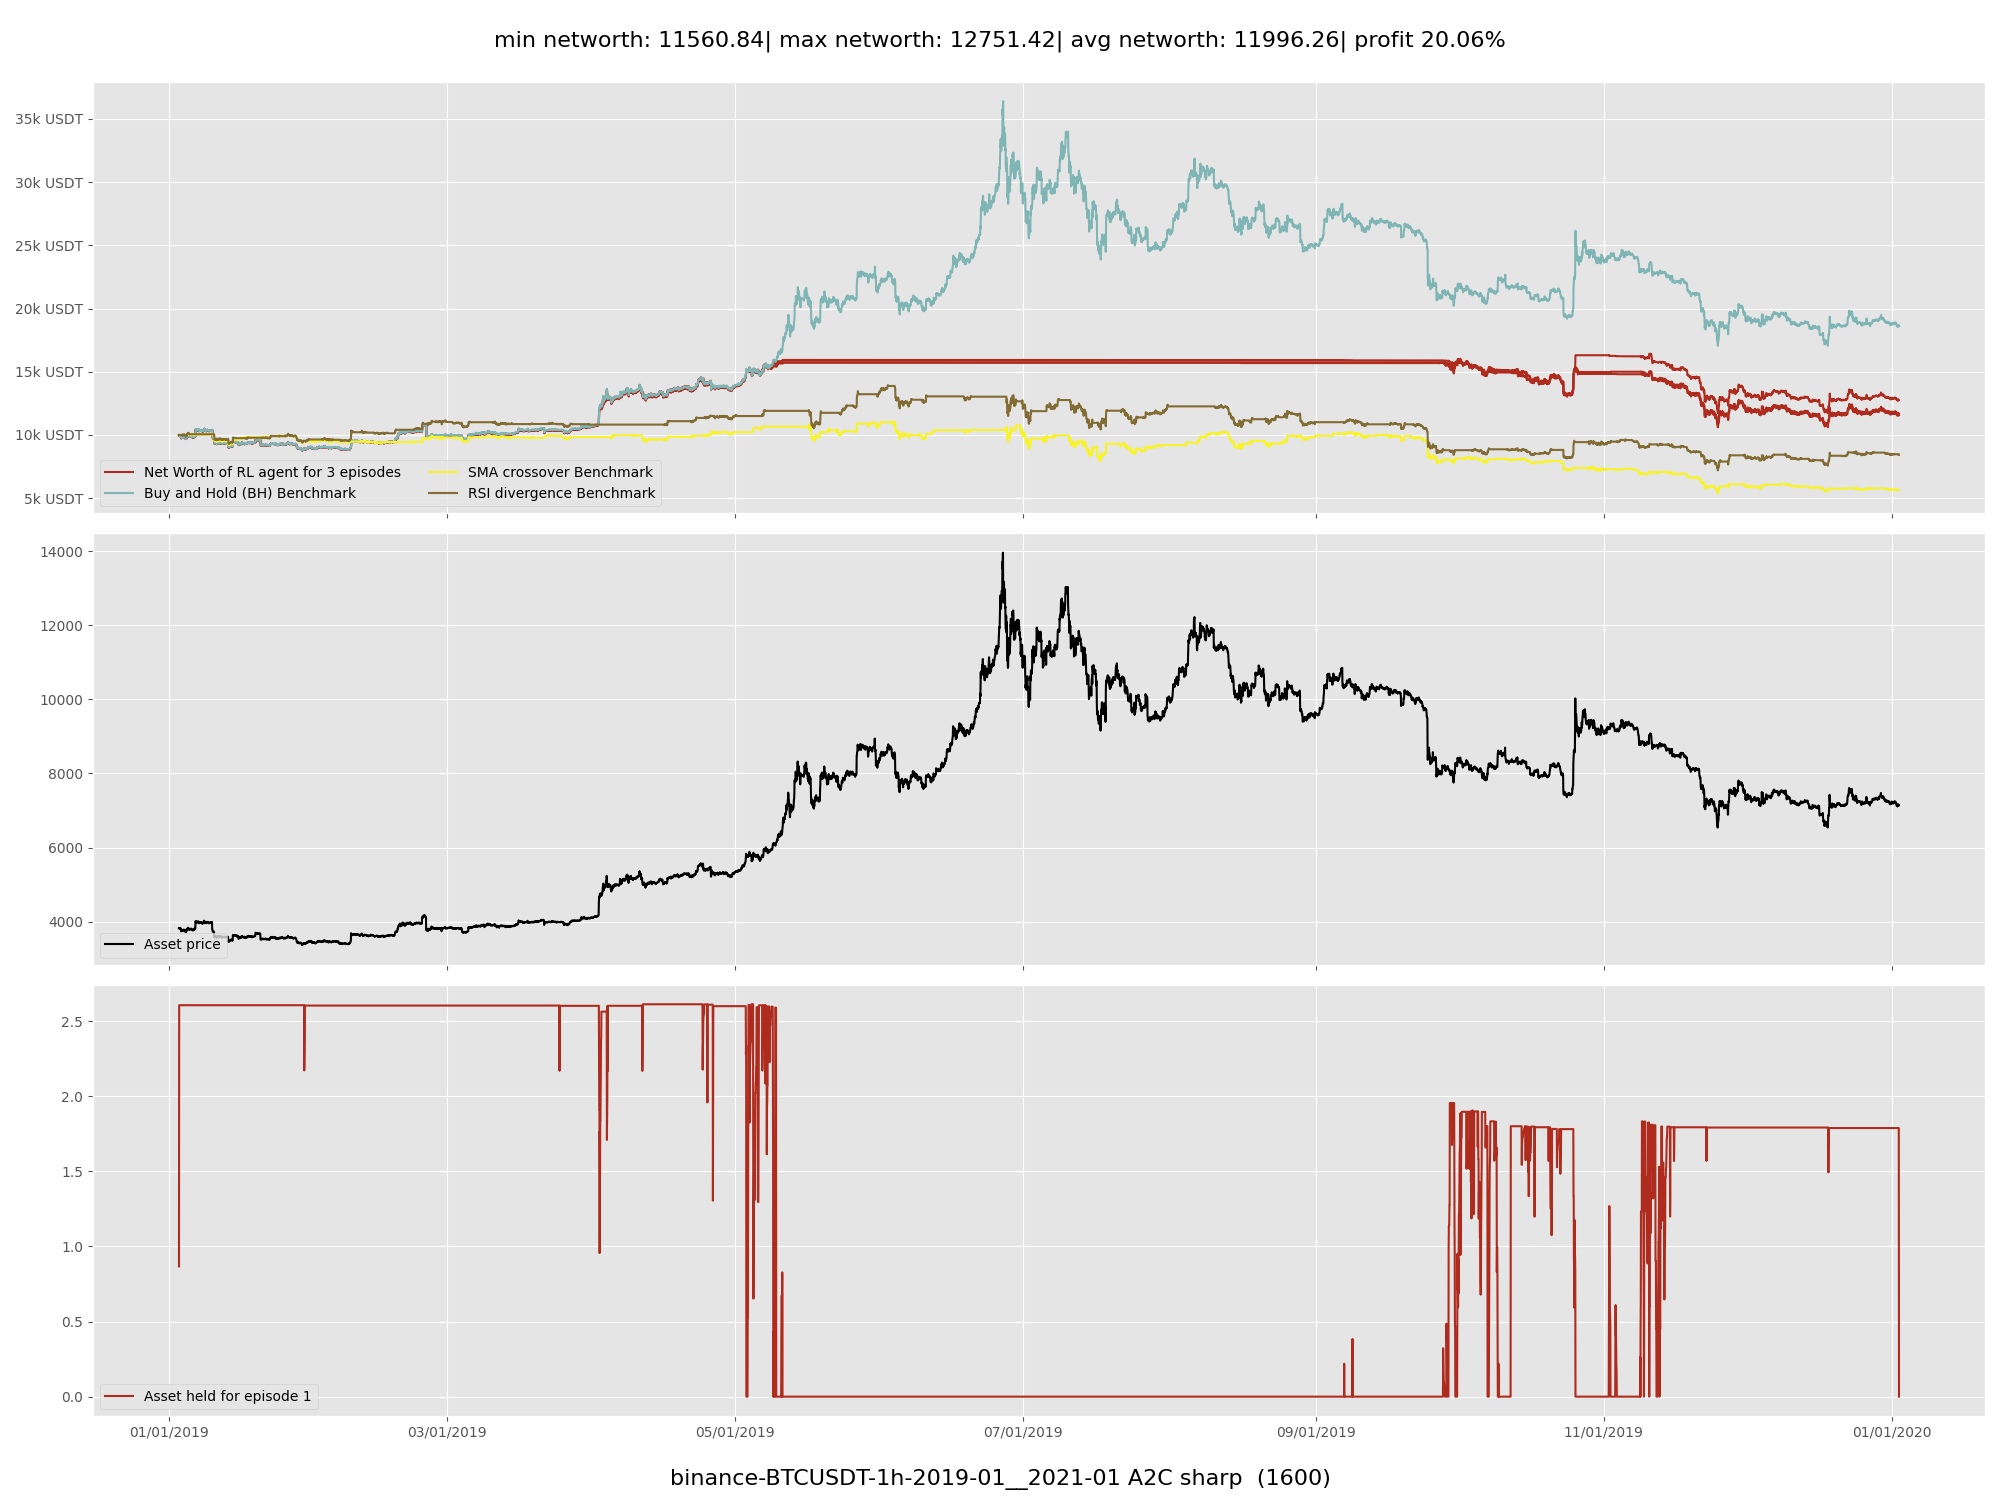 min networth: 11560.84| max networth: 12751.42| avg networth: 11996.26| profit 20.06%
35k USDT
30k USDT
25k USDT
20k USDT
15k USDT
10k USDT
5k USDT
Net Worth of RL agent for 3 episodes
Buy and Hold (BH) Benchmark
SMA crossover Benchmark
RSI divergence Benchmark
14000
12000
10000
8000
6000
4000
Asset price
2.5
2.0
1.5
1.0
0.5
0.0
Asset held for episode 1
01/01/2019 03/01/2019 05/01/2019 07/01/2019 09/01/2019 11/01/2019 01/01/2020
binance-BTCUSDT-1h-2019-01__2021-01 A2C sharp (1600)